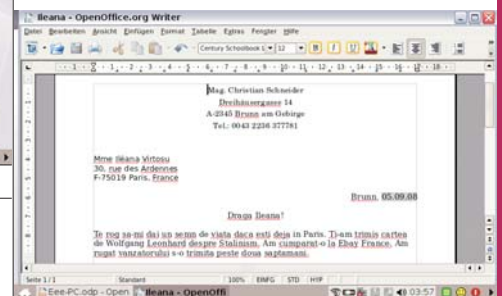 Ileana - OpenOffice.org Writer
Datei Bearbeiten Ansicht Einfügen Format Tabelle Extras Fenster Hilfe
Century Schoolbook L 12
Mag. Christian Schneider
Dreihäusergasse 14
A-2345 Brunn am Gebirge
Tel.: 0043 2236 377781
Mme Iléana Virtosu
30, rue des Ardennes
F-75019 Paris, France
Brunn, 05.09.08
Draga Ileana!
Te rog sa-mi dai un semn de viata daca esti deja in Paris. Ti-am trimis cartea
de Wolfgang Leonhard despre Stalinism. Am cumparat-o la Ebay France. Am
rugat vanzatorului s-o trimita peste doua saptamani.
Seite 1 / 1 Standard 100% EINFG STD HYP
Eee-PC.odp - Open Ileana - OpenOffi 03:57